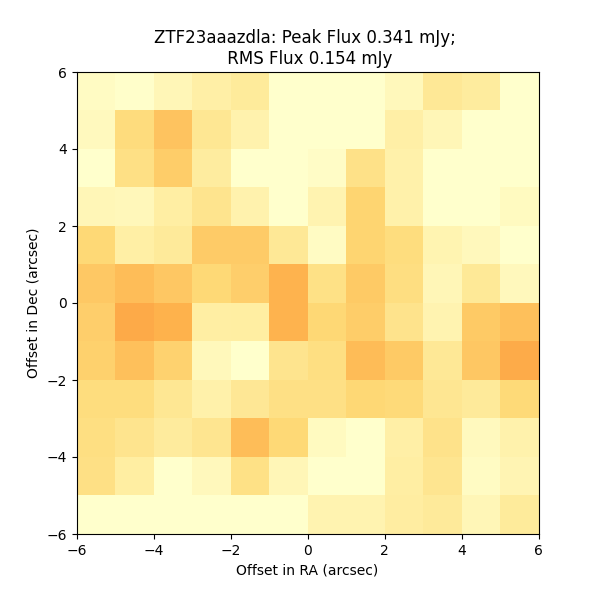 ZTF23aaazdla: Peak Flux 0.341 mJy;
RMS Flux 0.154 mJy
6
4
2
0
−2
−4
−6
Offset in Dec (arcsec)
−6 −4 −2 0 2 4 6
Offset in RA (arcsec)